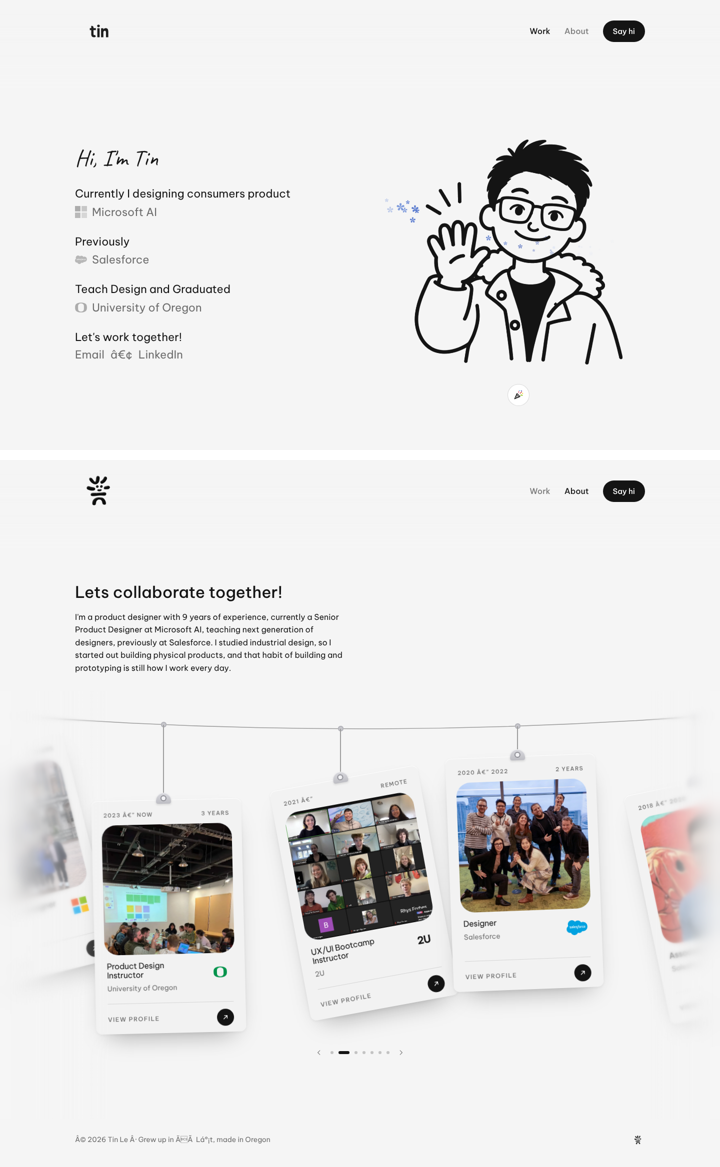 tin
Work
About
Say hi
Hi, I'm Tin
Currently I designing consumers product
Microsoft AI
Previously
Salesforce
Teach Design and Graduated
University of Oregon
Let's work together!
Email â€¢ LinkedIn
Work
About
Say hi
Lets collaborate together!
I'm a product designer with 9 years of experience, currently a Senior
Product Designer at Microsoft AI, teaching next generation of
designers, previously at Salesforce. I studied industrial design, so I
started out building physical products, and that habit of building and
prototyping is still how I work every day.
2023 â€" NOW
3 YEARS
Product Design
Instructor
University of Oregon
VIEW PROFILE
2021 â€"
REMOTE
B
UX/UI Bootcamp
Instructor
2U
2U
VIEW PROFILE
2020 â€" 2022
2 YEARS
Designer
Salesforce
salesforce
VIEW PROFILE
2018 â€"
Â© 2026 Tin Le Â· Grew up in
Láº¡t, made in Oregon